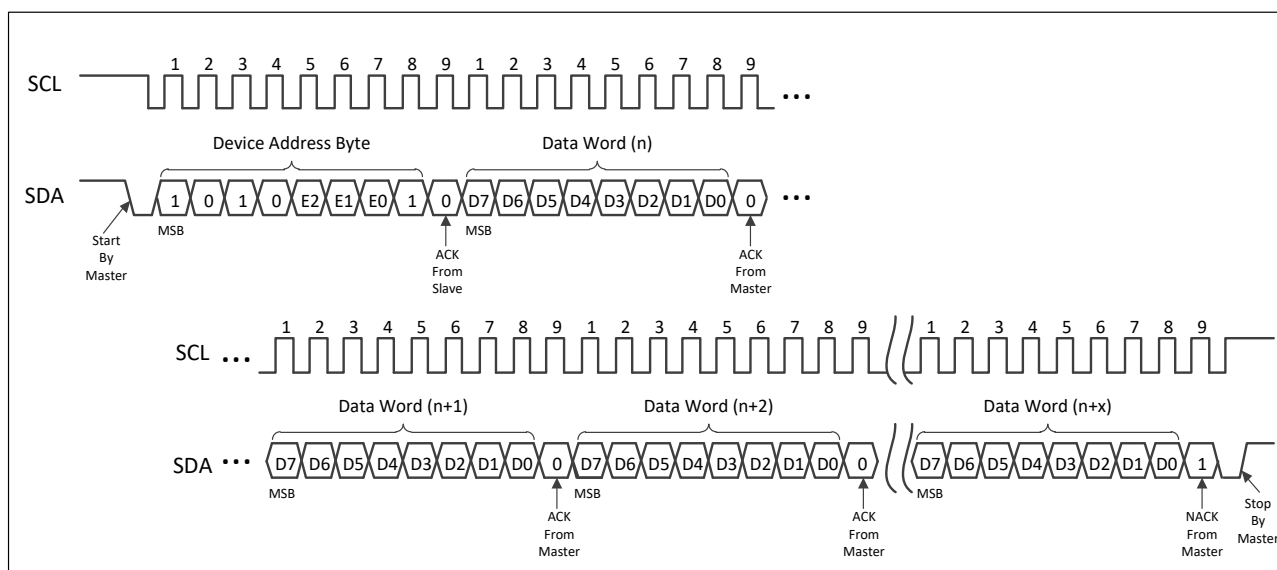 1 2 3 4 5 6 7 8 9 1 2 3 4 5 6 7 8 9
SCL ...
Device Address Byte Data Word (n)
SDA 1 0 1 0 E2 E1 E0 1 0 D7 D6 D5 D4 D3 D2 D1 D0 0 ...
MSB MSB
Start
By
Master
ACK
From
Slave
ACK
From
Master
1 2 3 4 5 6 7 8 9 1 2 3 4 5 6 7 8 9 1 2 3 4 5 6 7 8 9
SCL ...
Data Word (n+1) Data Word (n+2) Data Word (n+x)
SDA ... D7 D6 D5 D4 D3 D2 D1 D0 0 D7 D6 D5 D4 D3 D2 D1 D0 0 D7 D6 D5 D4 D3 D2 D1 D0 1
MSB MSB MSB
ACK
From
Master
ACK
From
Master
NACK
From
Master
Stop
By
Master